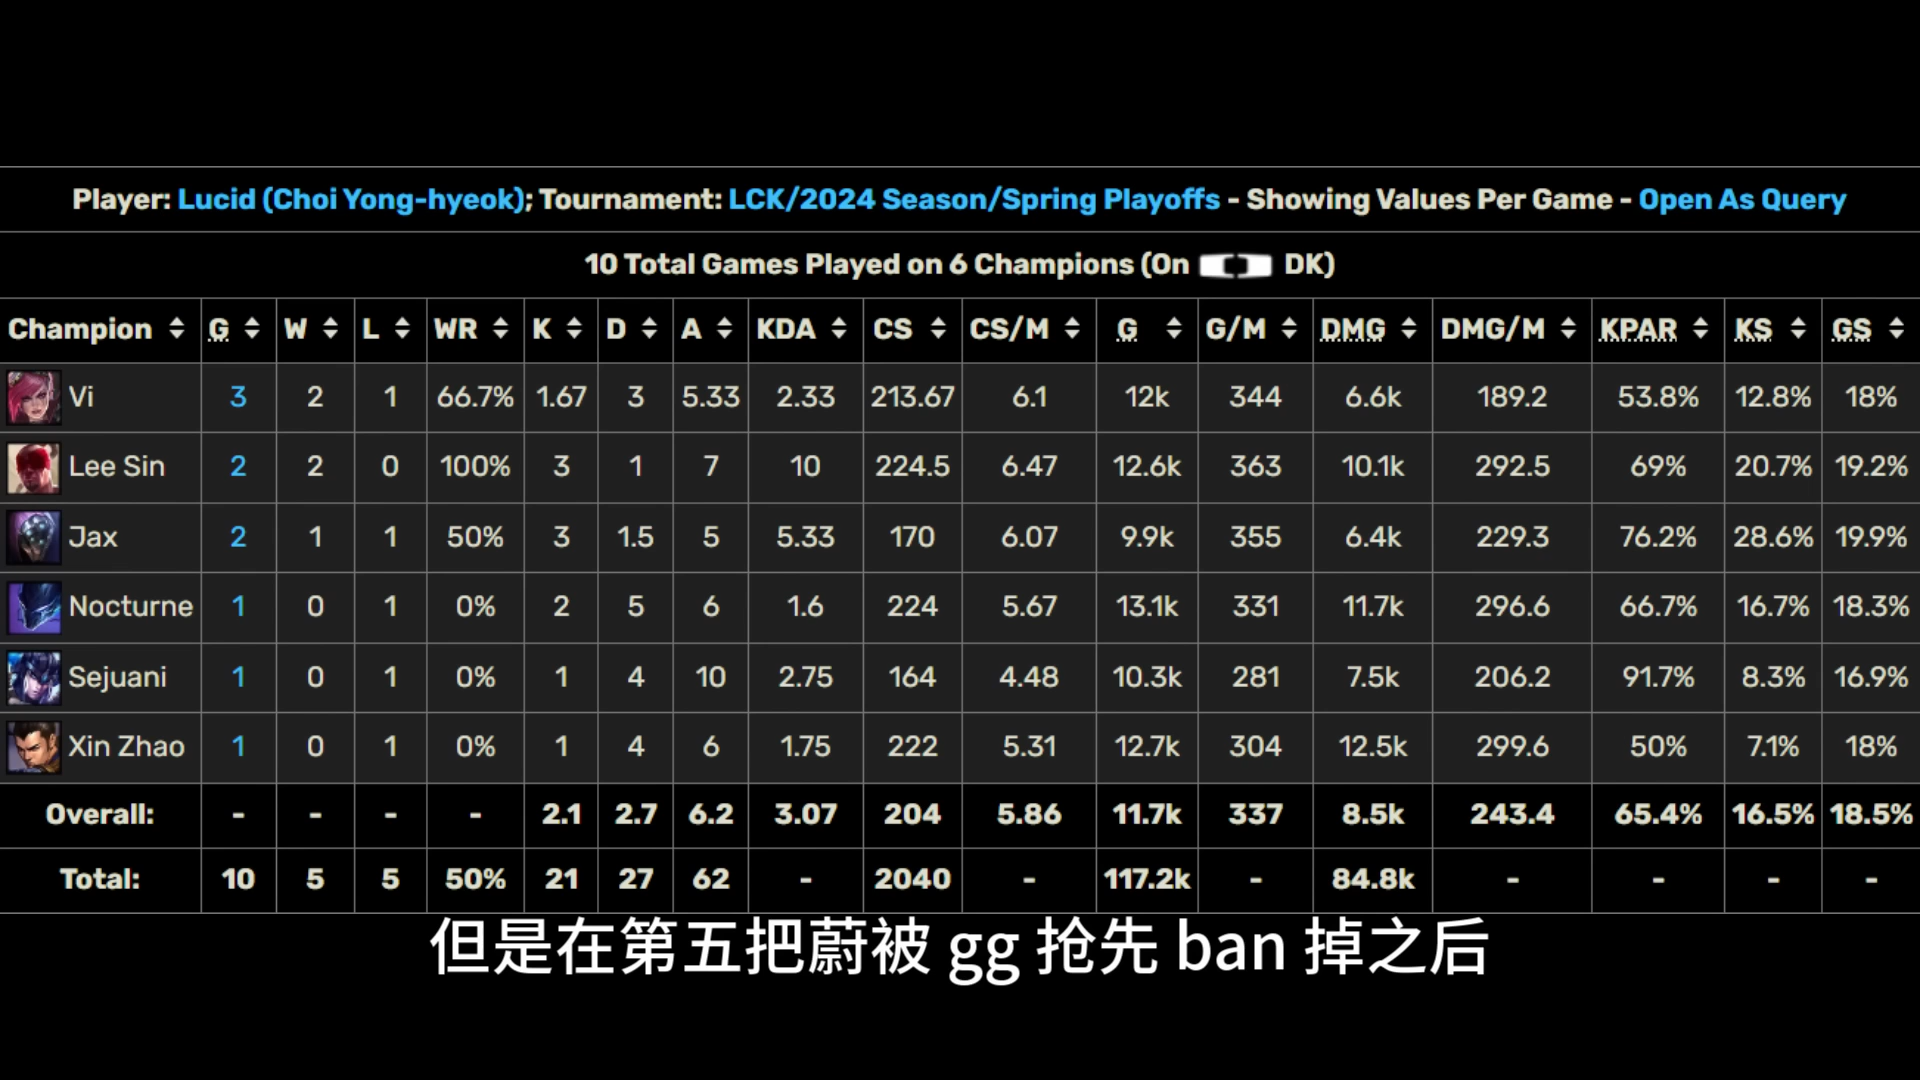 Player: Lucid (Choi Yong-hyeok); Tournament: LCK/2024 Season/Spring Playoffs - Showing Values Per Game - Open As Query
10 Total Games Played on 6 Champions (On DK)
Champion G W L WR K D A KDA CS CS/M G G/M DMG DMG/M KPAR KS GS
Vi 3 2 1 66.7% 1.67 3 5.33 2.33 213.67 6.1 12k 344 6.6k 189.2 53.8% 12.8% 18%
Lee Sin 2 2 0 100% 3 1 7 10 224.5 6.47 12.6k 363 10.1k 292.5 69% 20.7% 19.2%
Jax 2 1 1 50% 3 1.5 5 5.33 170 6.07 9.9k 355 6.4k 229.3 76.2% 28.6% 19.9%
Nocturne 1 0 1 0% 2 5 6 1.6 224 5.67 13.1k 331 11.7k 296.6 66.7% 16.7% 18.3%
Sejuani 1 0 1 0% 1 4 10 2.75 164 4.48 10.3k 281 7.5k 206.2 91.7% 8.3% 16.9%
Xin Zhao 1 0 1 0% 1 4 6 1.75 222 5.31 12.7k 304 12.5k 299.6 50% 7.1% 18%
Overall: - - - - 2.1 2.7 6.2 3.07 204 5.86 11.7k 337 8.5k 243.4 65.4% 16.5% 18.5%
Total: 10 5 5 50% 21 27 62 - 2040 - 117.2k - 84.8k - - - -
但是在第五把蔚被 gg 抢先 ban 掉之后